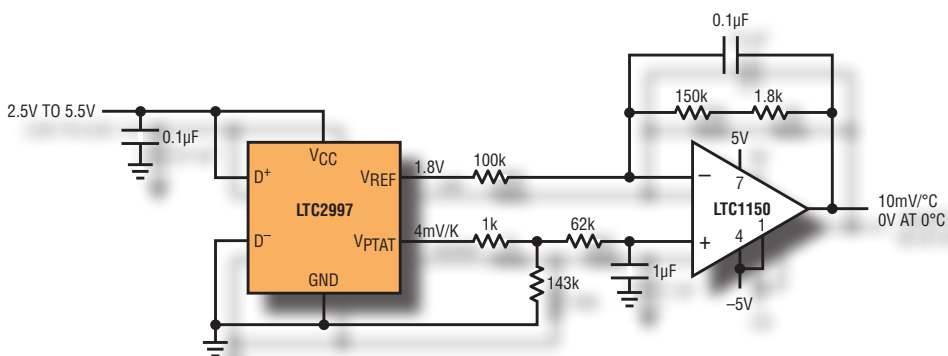 0.1µF
150k
1.8k
2.5V TO 5.5V
0.1µF
5V
VCC
7
D+
VREF
1.8V
100k
–
LTC2997
LTC1150
10mV/°C
0V AT 0°C
1k
62k
4
1
D–
VPTAT
4mV/K
+
GND
143k
1µF
–5V